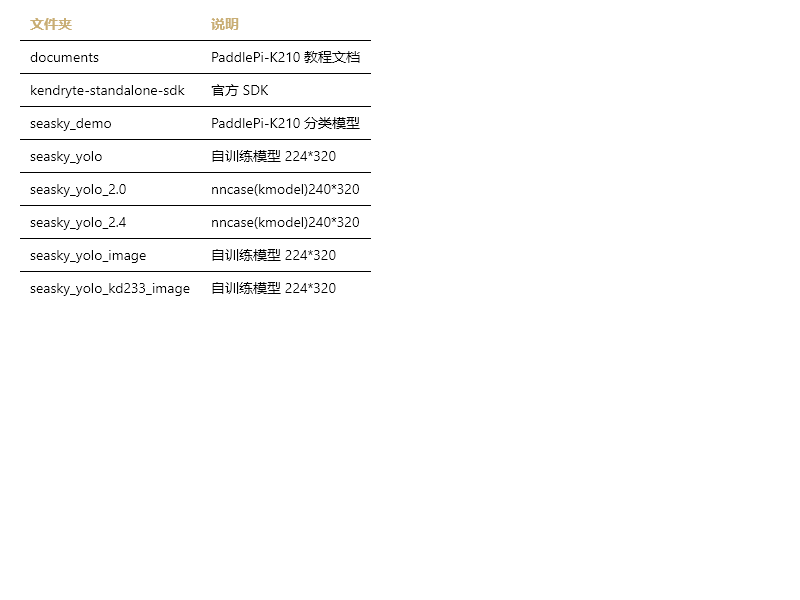 文件夹 说明
documents PaddlePi-K210 教程文档
kendryte-standalone-sdk 官方 SDK
seasky_demo PaddlePi-K210 分类模型
seasky_yolo 自训练模型 224*320
seasky_yolo_2.0 nncase(kmodel)240*320
seasky_yolo_2.4 nncase(kmodel)240*320
seasky_yolo_image 自训练模型 224*320
seasky_yolo_kd233_image 自训练模型 224*320